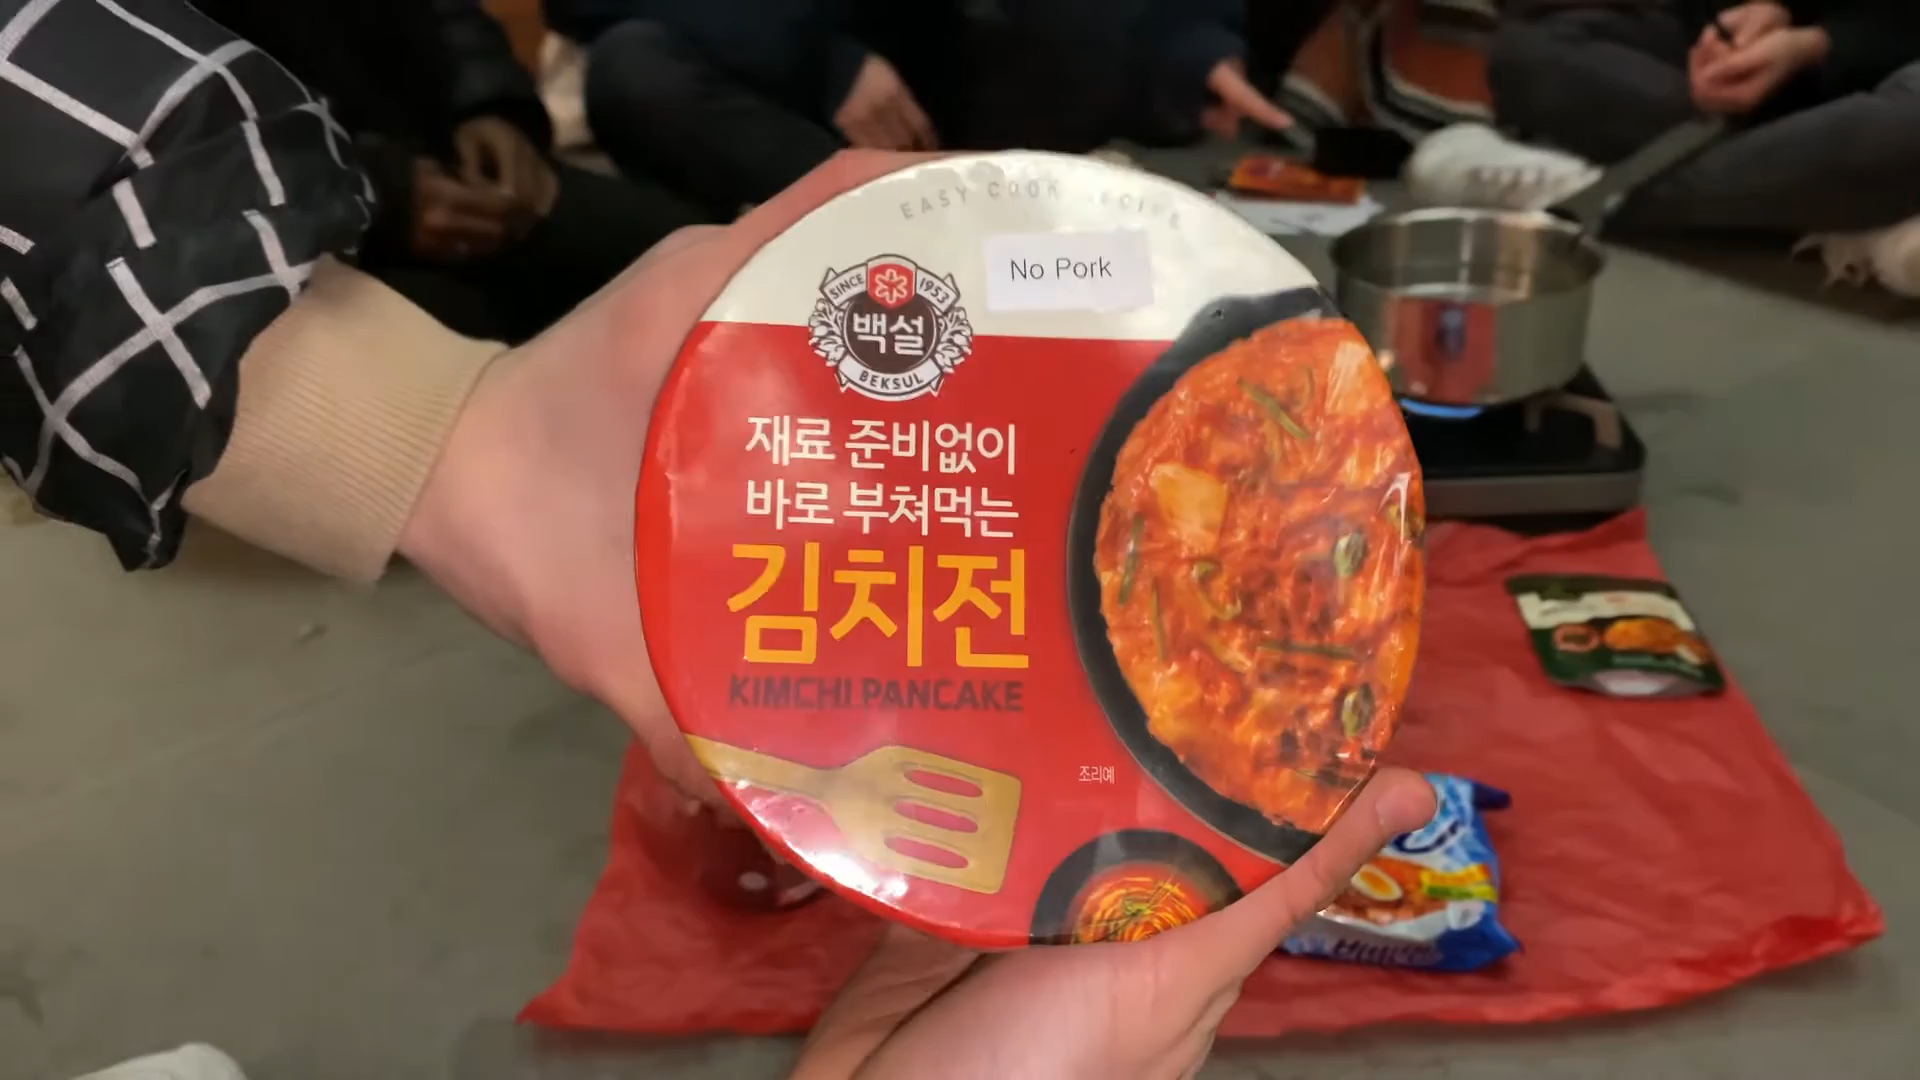 EASY COOK RECIPE
No Pork
SINCE 1953
백설
BEKSUL
재료 준비없이
바로 부쳐먹는
김치전
KIMCHI PANCAKE
조리예